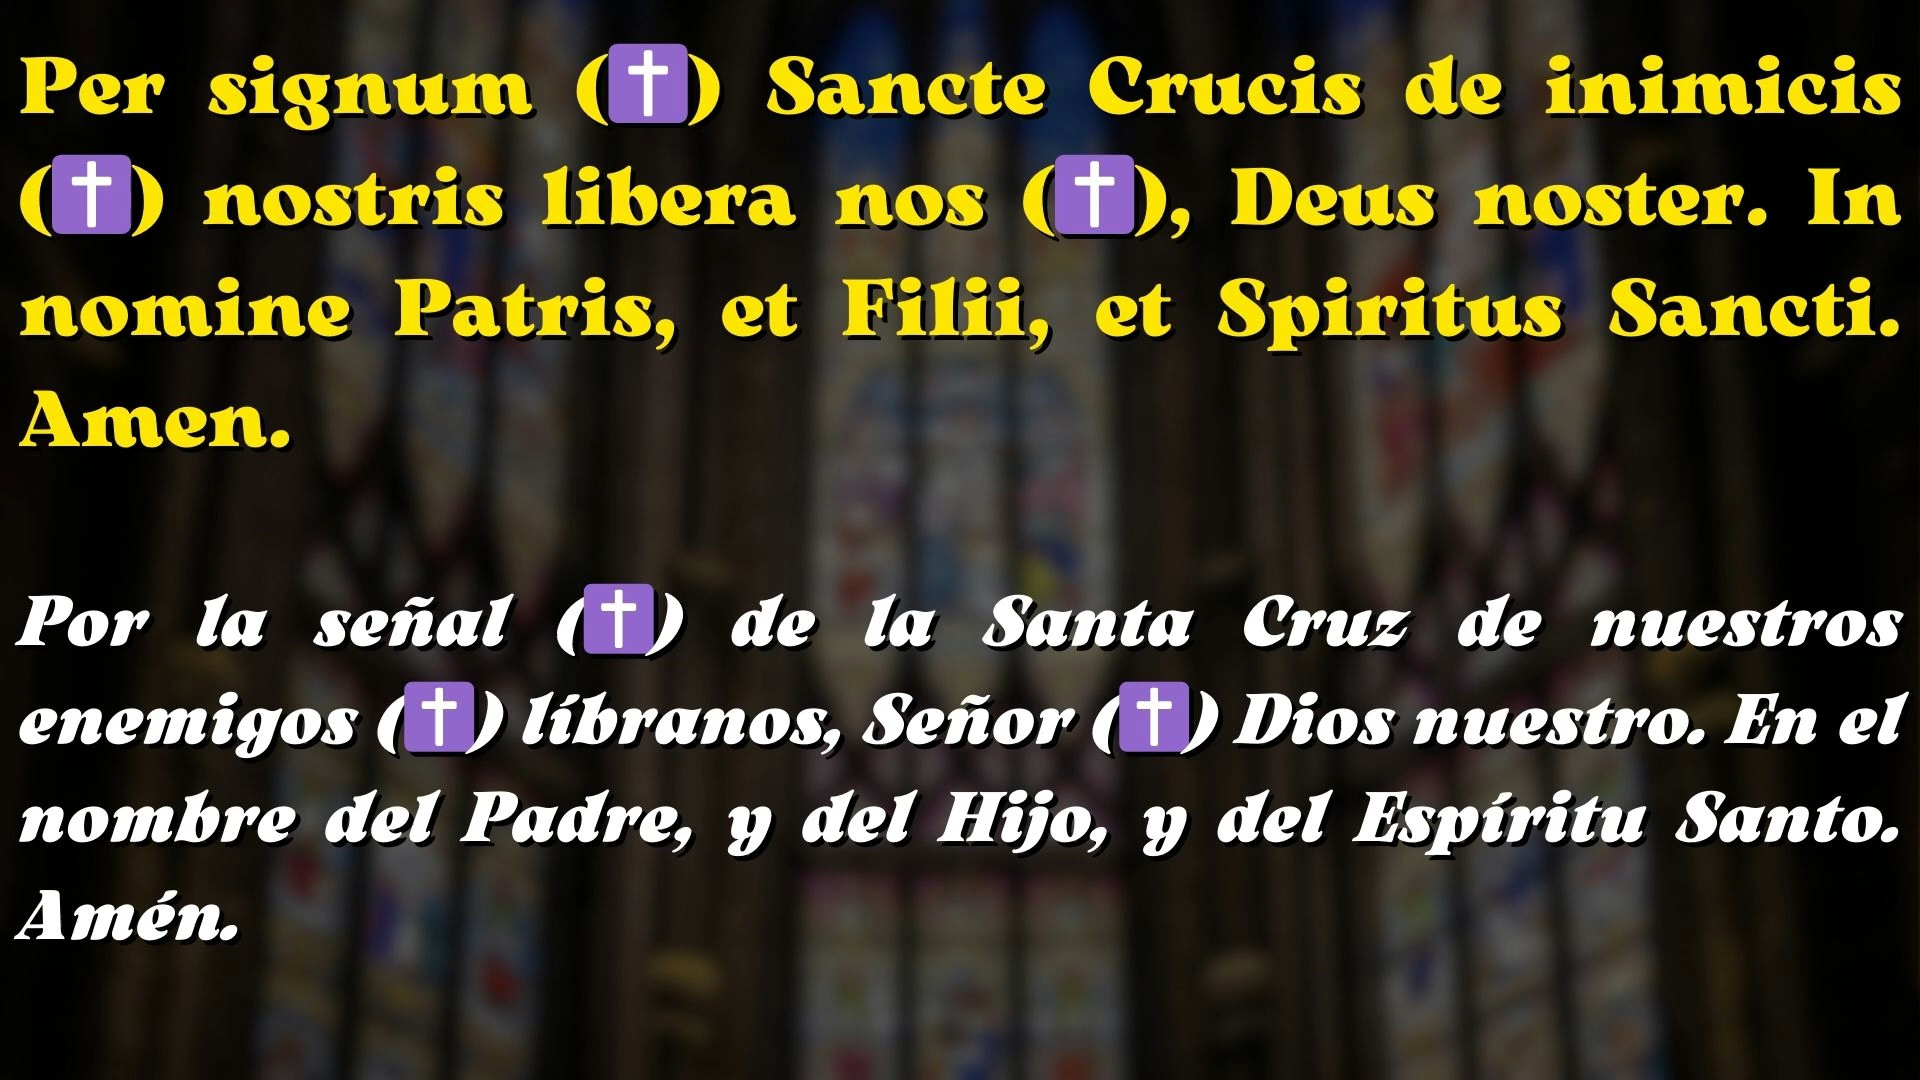 Per signum (✝️) Sancte Crucis de inimicis
(✝️) nostris libera nos (✝️), Deus noster. In
nomine Patris, et Filii, et Spiritus Sancti.
Amen.
Por la señal (✝️) de la Santa Cruz de nuestros
enemigos (✝️) líbranos, Señor (✝️) Dios nuestro. En el
nombre del Padre, y del Hijo, y del Espíritu Santo.
Amén.